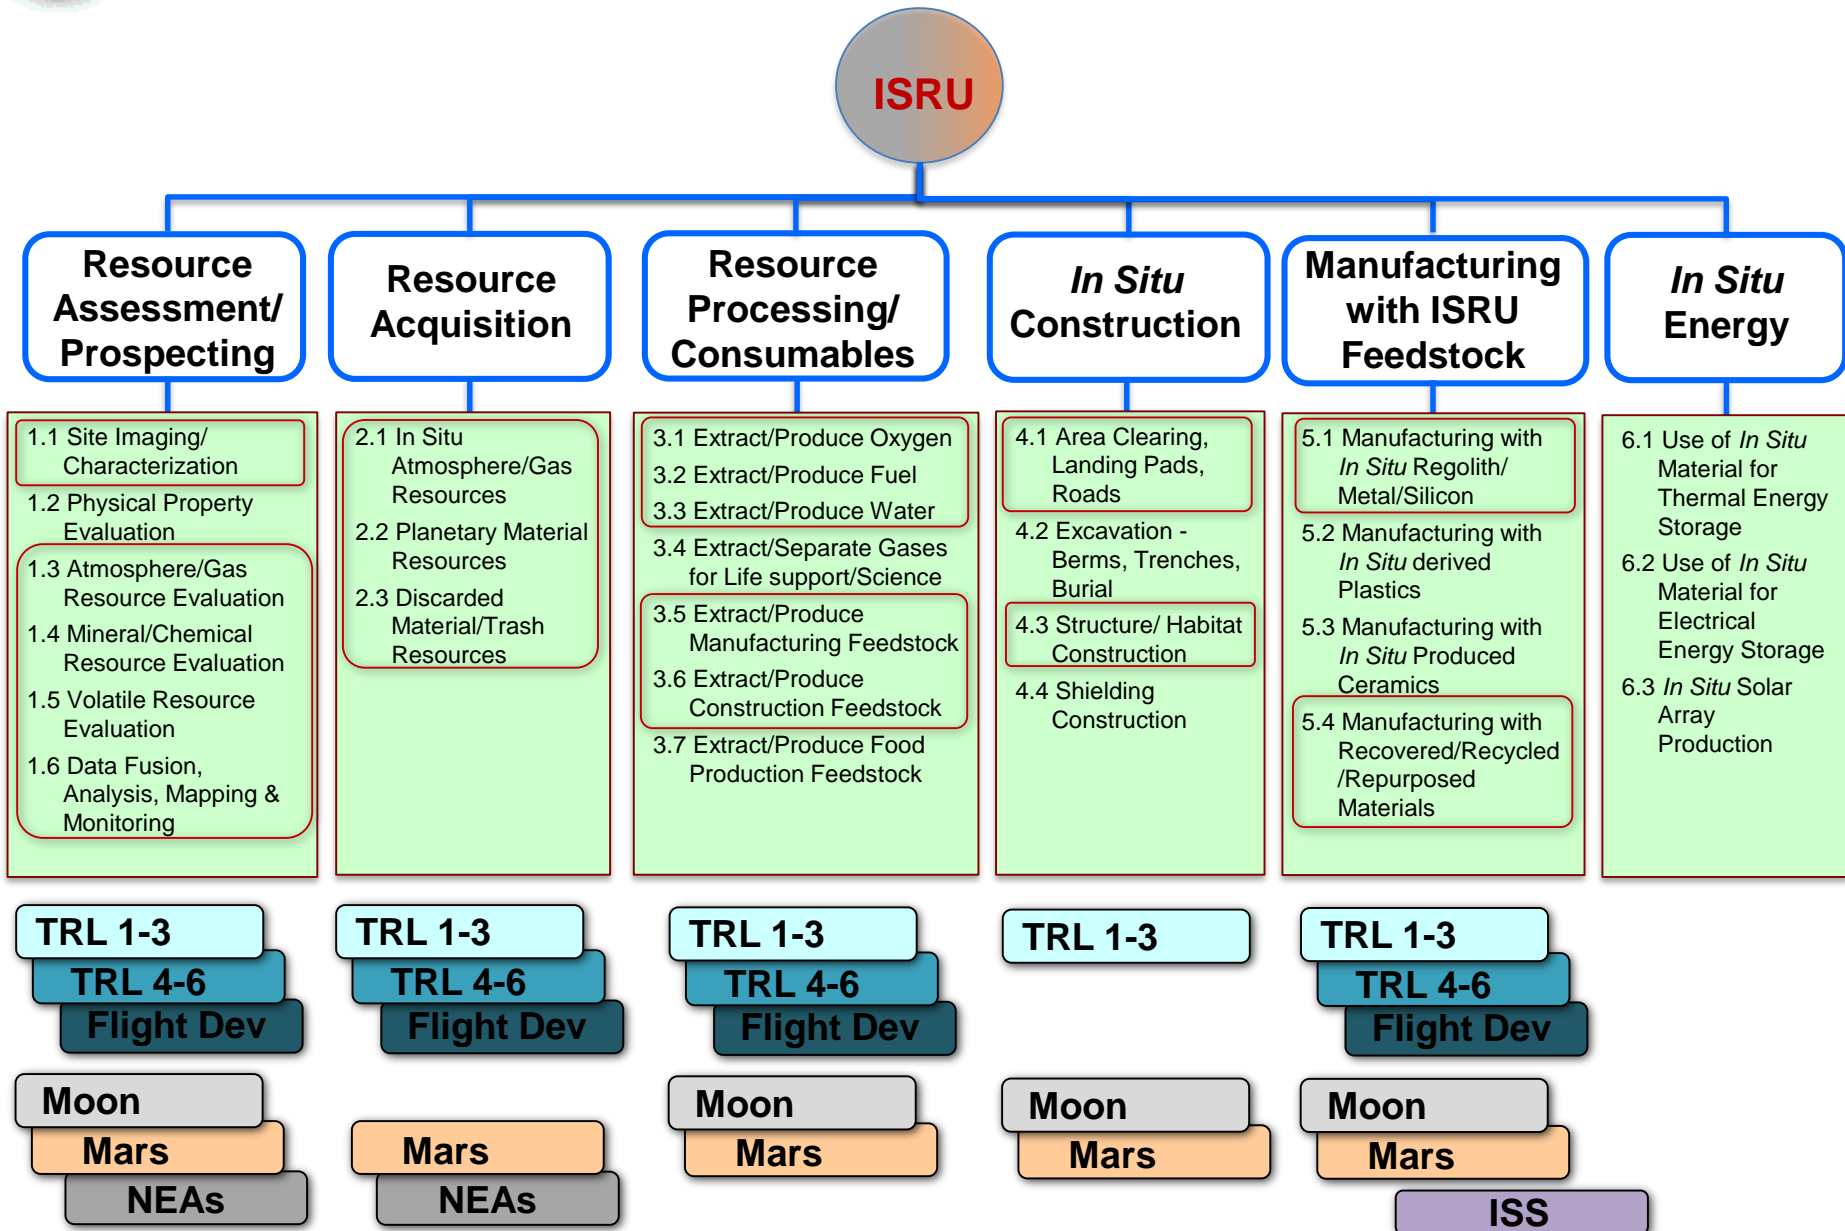 ISRU
Resource
Assessment/
Prospecting
Resource
Acquisition
Resource
Processing/
Consumables
In Situ
Construction
Manufacturing
with ISRU
Feedstock
In Situ
Energy
1.1 Site Imaging/
Characterization
1.2 Physical Property
Evaluation
1.3 Atmosphere/Gas
Resource Evaluation
1.4 Mineral/Chemical
Resource Evaluation
1.5 Volatile Resource
Evaluation
1.6 Data Fusion,
Analysis, Mapping &
Monitoring
2.1 In Situ
Atmosphere/Gas
Resources
2.2 Planetary Material
Resources
2.3 Discarded
Material/Trash
Resources
3.1 Extract/Produce Oxygen
3.2 Extract/Produce Fuel
3.3 Extract/Produce Water
3.4 Extract/Separate Gases
for Life support/Science
3.5 Extract/Produce
Manufacturing Feedstock
3.6 Extract/Produce
Construction Feedstock
3.7 Extract/Produce Food
Production Feedstock
4.1 Area Clearing,
Landing Pads,
Roads
4.2 Excavation -
Berms, Trenches,
Burial
4.3 Structure/ Habitat
Construction
4.4 Shielding
Construction
5.1 Manufacturing with
In Situ Regolith/
Metal/Silicon
5.2 Manufacturing with
In Situ derived
Plastics
5.3 Manufacturing with
In Situ Produced
Ceramics
5.4 Manufacturing with
Recovered/Recycled
/Repurposed
Materials
6.1 Use of In Situ
Material for
Thermal Energy
Storage
6.2 Use of In Situ
Material for
Electrical
Energy Storage
6.3 In Situ Solar
Array
Production
TRL 1-3
TRL 4-6
Flight Dev
TRL 1-3
TRL 4-6
Flight Dev
TRL 1-3
TRL 4-6
Flight Dev
TRL 1-3
TRL 1-3
TRL 4-6
Flight Dev
Moon
Mars
NEAs
Mars
NEAs
Moon
Mars
Moon
Mars
Moon
Mars
ISS